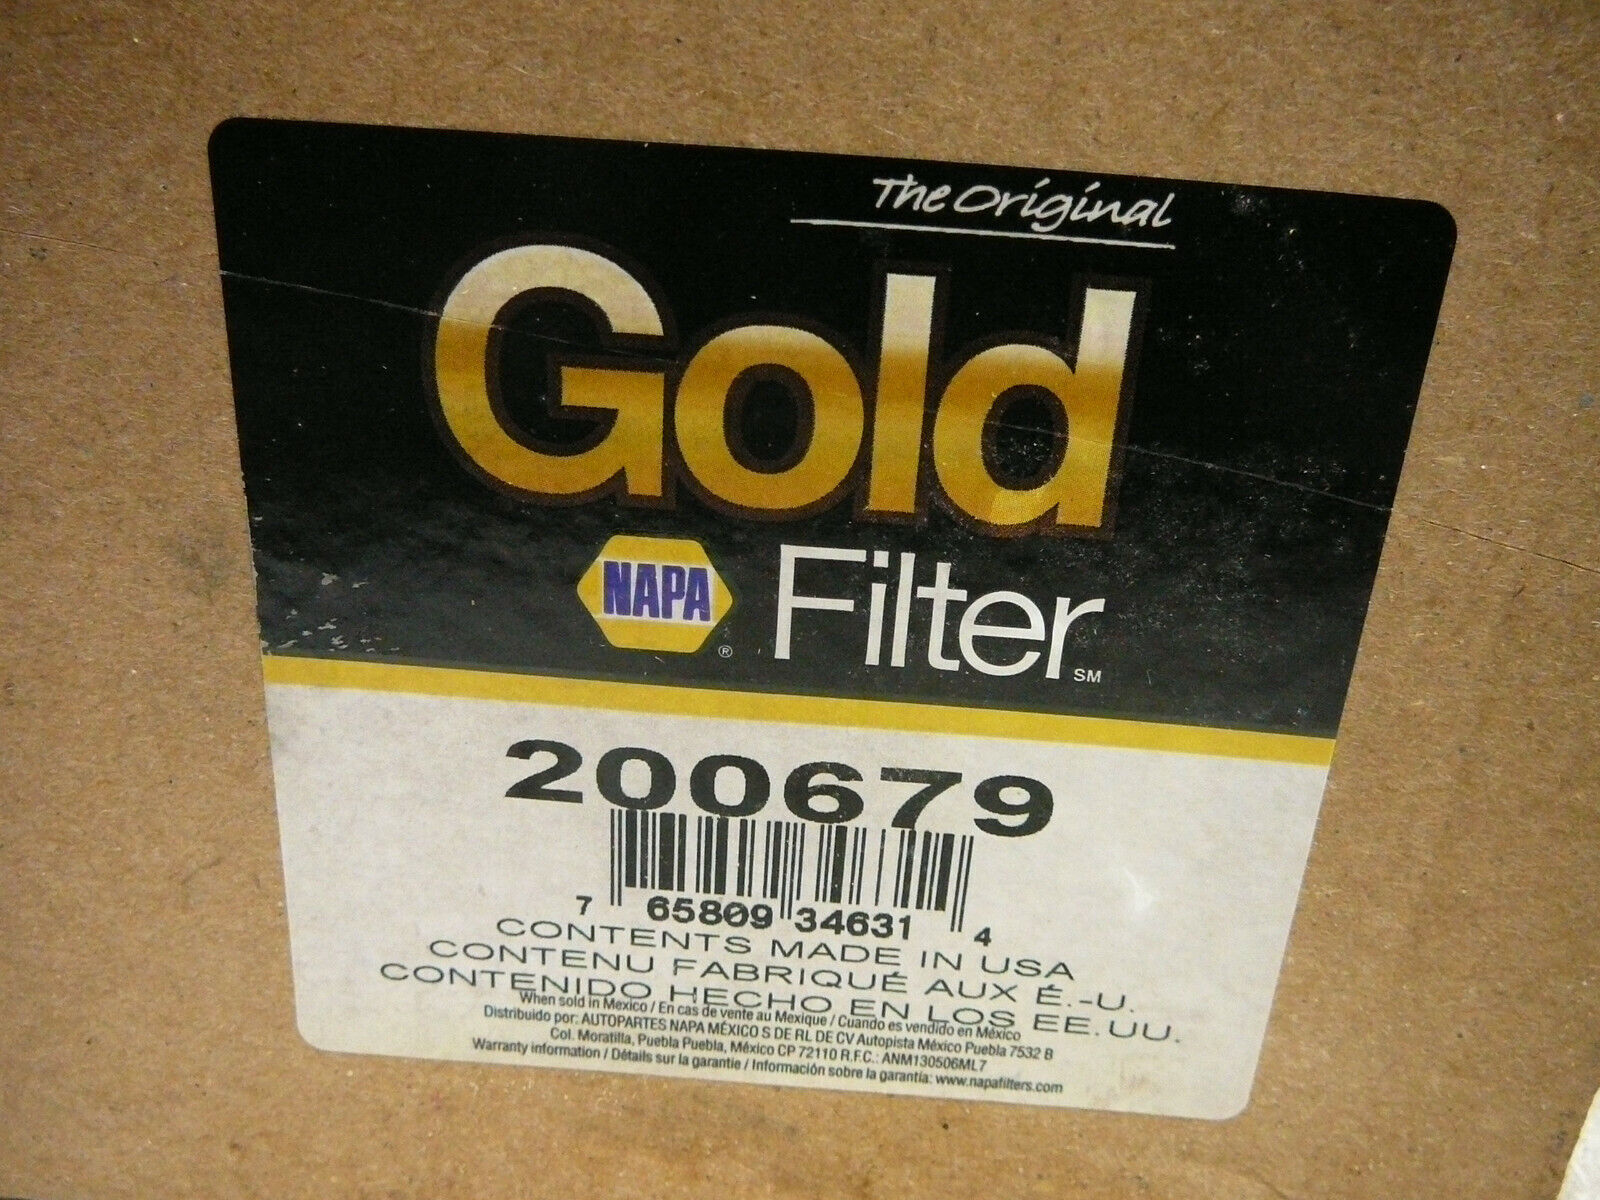 The Original
Gold
NAPA® Filter℠
200679
7 65809 34631 4
CONTENTS MADE IN USA
CONTENU FABRIQUÉ AUX É.-U.
CONTENIDO HECHO EN LOS EE.UU.
When sold in Mexico / En cas de vente au Mexique / Cuando es vendido en México
Distribuido por: AUTOPARTES NAPA MÉXICO S DE RL DE CV Autopista México Puebla 7532 B
Col. Moratilla, Puebla Puebla, México CP 72110 R.F.C.: ANM130506ML7
Warranty information / Détails sur la garantie / Información sobre la garantía: www.napafilters.com